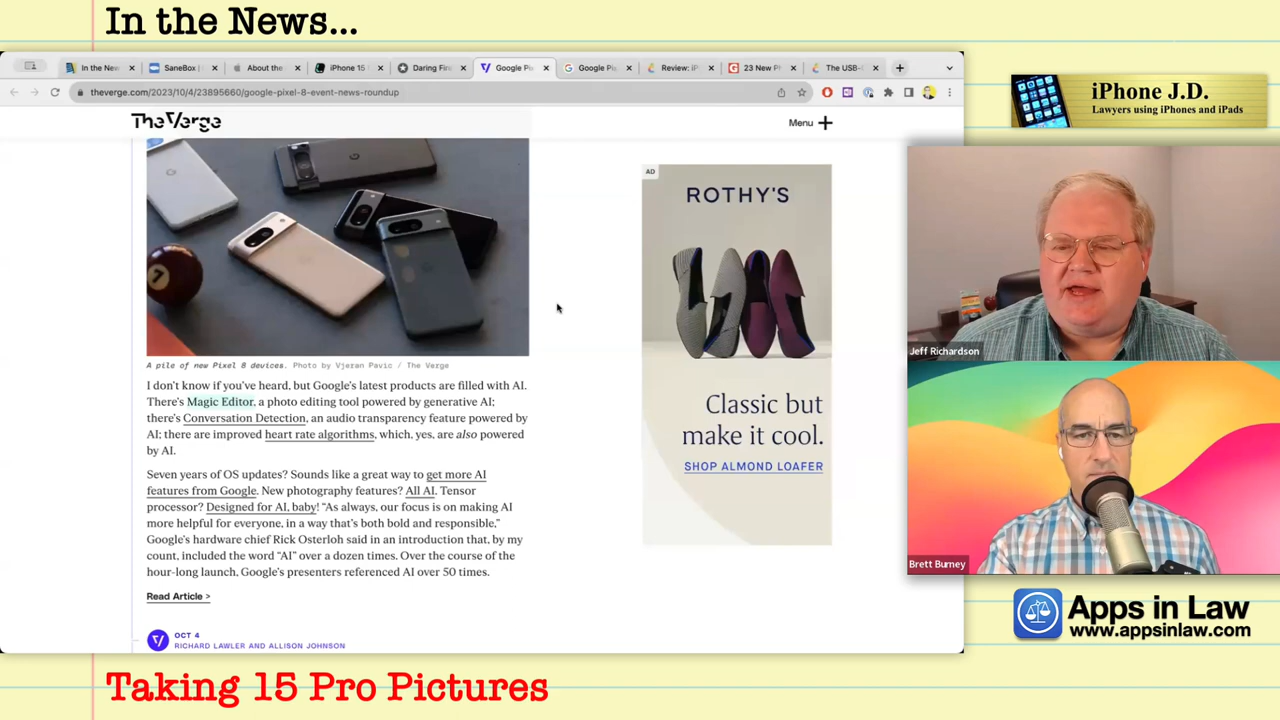 In the News...
In the New
SaneBox |
About the
iPhone 15
Daring Fin
Google Pi
Google Pi
Review: iP
23 New P
The USB-
theverge.com/2023/10/4/23895660/google-pixel-8-event-news-roundup
The Verge
Menu
AD
ROTHY'S
Classic but
make it cool.
SHOP ALMOND LOAFER
A pile of new Pixel 8 devices. Photo by Vjeran Pavic / The Verge
I don't know if you've heard, but Google's latest products are filled with AI.
There's Magic Editor, a photo editing tool powered by generative AI;
there's Conversation Detection, an audio transparency feature powered by
AI; there are improved heart rate algorithms, which, yes, are also powered
by AI.
Seven years of OS updates? Sounds like a great way to get more AI
features from Google. New photography features? All AI. Tensor
processor? Designed for AI, baby! "As always, our focus is on making AI
more helpful for everyone, in a way that's both bold and responsible,"
Google's hardware chief Rick Osterloh said in an introduction that, by my
count, included the word "AI" over a dozen times. Over the course of the
hour-long launch, Google's presenters referenced AI over 50 times.
Read Article >
OCT 4
RICHARD LAWLER AND ALLISON JOHNSON
iPhone J.D.
Lawyers using iPhones and iPads
Jeff Richardson
Brett Burney
Apps in Law
www.appsinlaw.com
Taking 15 Pro Pictures